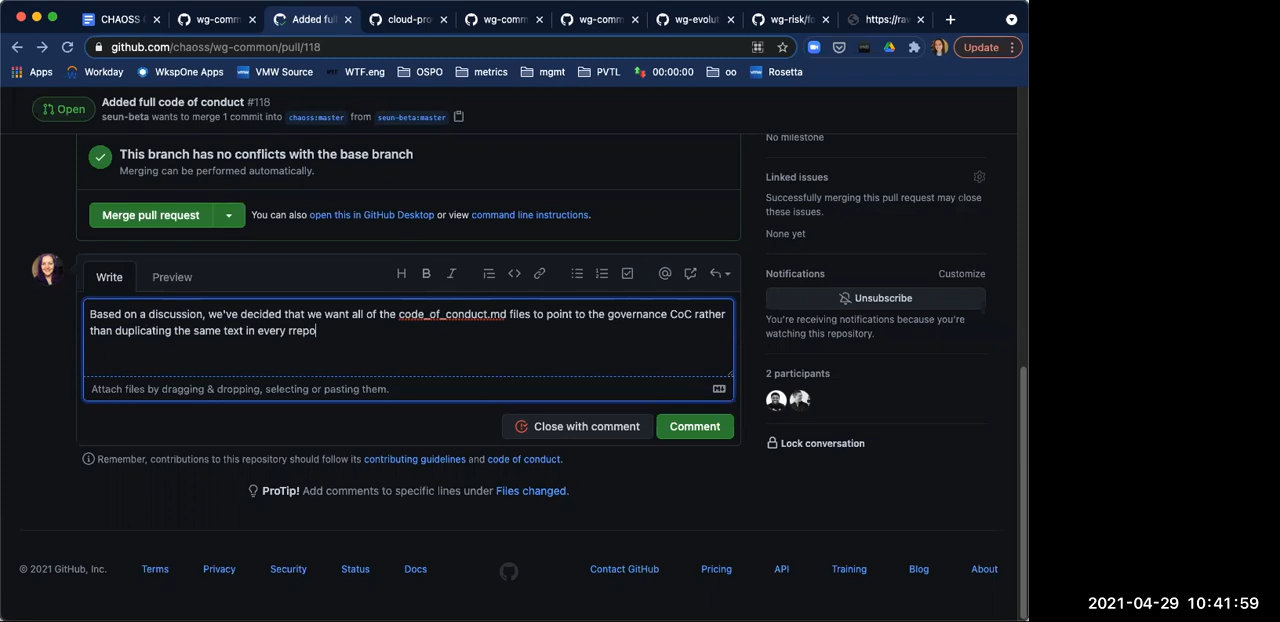 CHAOSS
wg-comm
Added ful
cloud-pro
wg-comm
wg-comm
wg-evolut
wg-risk/fo
https://rav
github.com/chaoss/wg-common/pull/118
Update
Apps
Workday
WkspOne Apps
VMW Source
WTF.eng
OSPO
metrics
mgmt
PVTL
00:00:00
oo
Rosetta
Open
Added full code of conduct #118
seun-beta wants to merge 1 commit into chaoss:master from seun-beta:master
No milestone
This branch has no conflicts with the base branch
Merging can be performed automatically.
Linked issues
Successfully merging this pull request may close
these issues.
None yet
Merge pull request
You can also open this in GitHub Desktop or view command line instructions.
Write
Preview
Notifications
Customize
Unsubscribe
You're receiving notifications because you're
watching this repository.
Based on a discussion, we've decided that we want all of the code_of_conduct.md files to point to the governance CoC rather
than duplicating the same text in every rrepo
2 participants
Attach files by dragging & dropping, selecting or pasting them.
Close with comment
Comment
Lock conversation
Remember, contributions to this repository should follow its contributing guidelines and code of conduct.
ProTip! Add comments to specific lines under Files changed.
© 2021 GitHub, Inc.
Terms
Privacy
Security
Status
Docs
Contact GitHub
Pricing
API
Training
Blog
About
2021-04-29 10:41:59